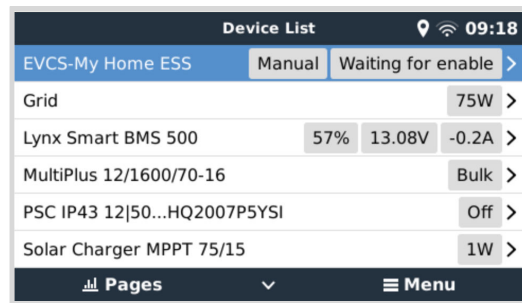 Device List 09:18
EVCS-My Home ESS Manual Waiting for enable
Grid 75W
Lynx Smart BMS 500 57% 13.08V -0.2A
MultiPlus 12/1600/70-16 Bulk
PSC IP43 12|50...HQ2007P5YSI Off
Solar Charger MPPT 75/15 1W
Pages Menu